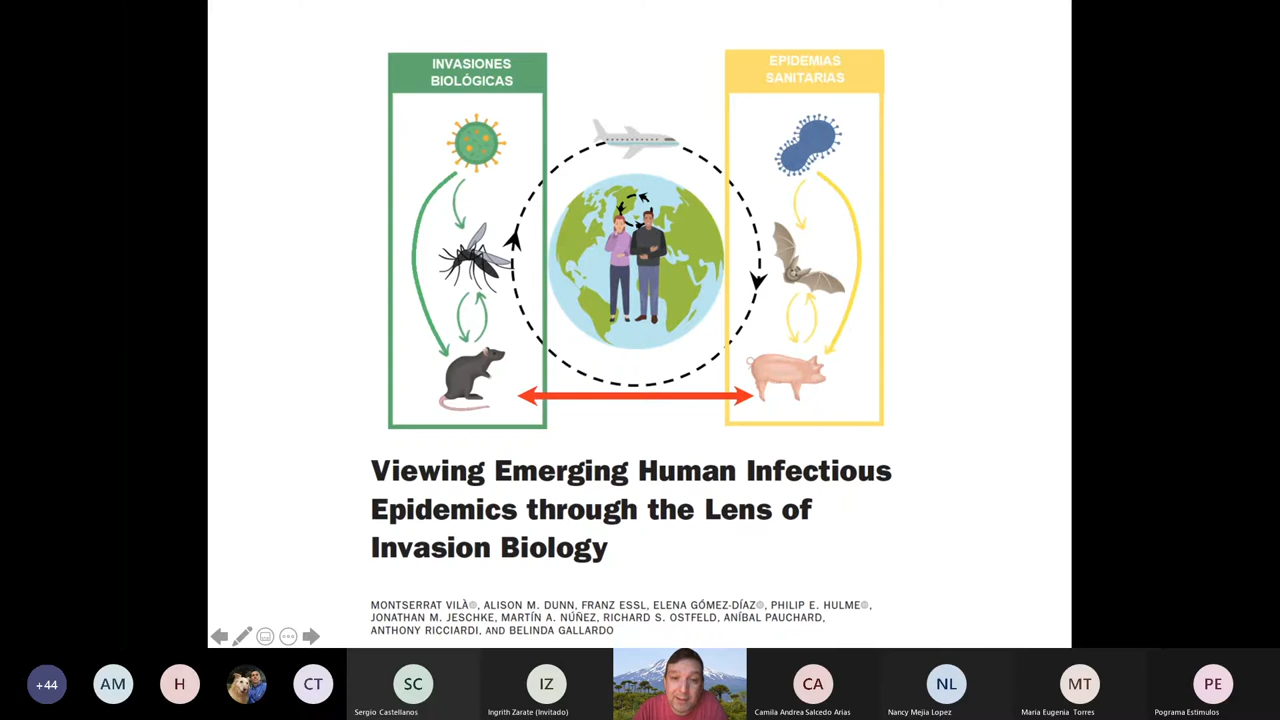 INVASIONES
BIOLÓGICAS
EPIDEMIAS
SANITARIAS
Viewing Emerging Human Infectious
Epidemics through the Lens of
Invasion Biology
MONTSERRAT VILÀ, ALISON M. DUNN, FRANZ ESSL, ELENA GÓMEZ-DÍAZ, PHILIP E. HULME,
JONATHAN M. JESCHKE, MARTÍN A. NÚÑEZ, RICHARD S. OSTFELD, ANÍBAL PAUCHARD,
ANTHONY RICCIARDI, AND BELINDA GALLARDO
+44
AM
H
CT
SC
IZ
CA
NL
MT
PE
Sergio Castellanos
Ingrith Zarate (Invitado)
Camila Andrea Salcedo Arias
Nancy Mejia Lopez
Maria Eugenia Torres
Pograma Estimulos